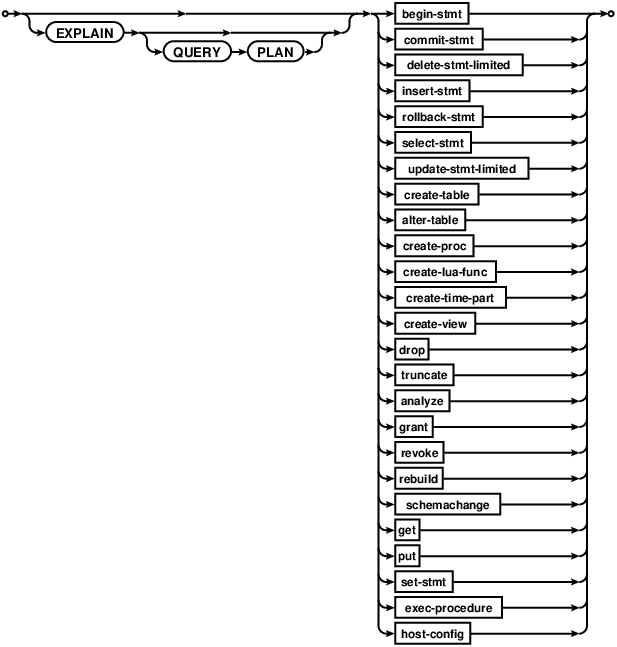 begin-stmt
EXPLAIN
commit-stmt
QUERY PLAN
delete-stmt-limited
insert-stmt
rollback-stmt
select-stmt
update-stmt-limited
create-table
alter-table
create-proc
create-lua-func
create-time-part
create-view
drop
truncate
analyze
grant
revoke
rebuild
schemachange
get
put
set-stmt
exec-procedure
host-config